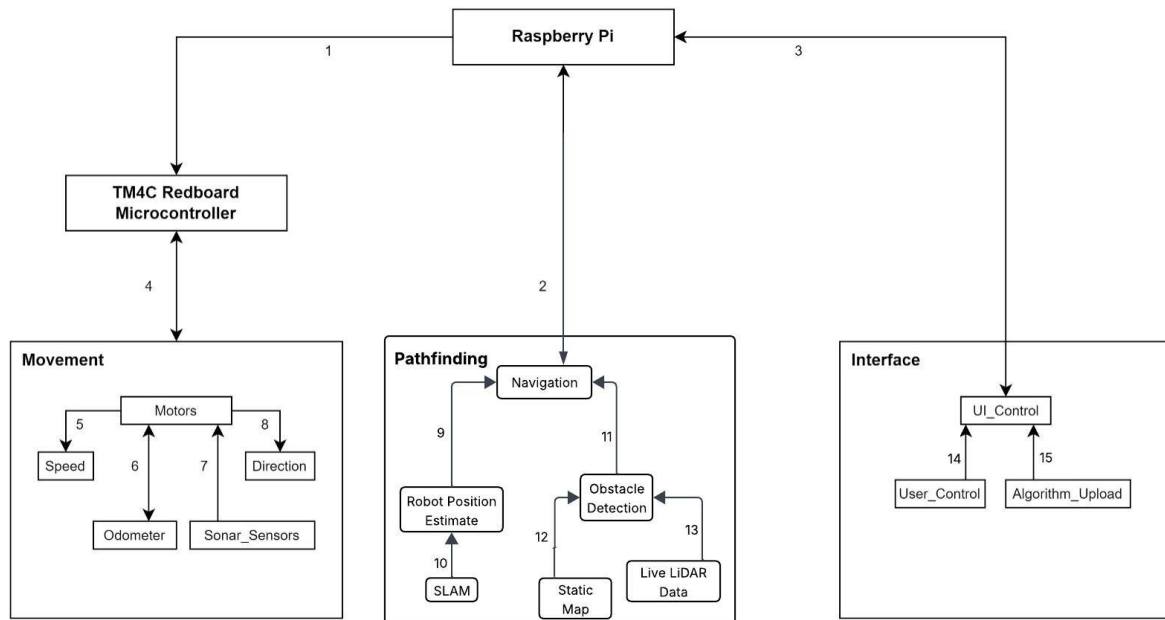 Raspberry Pi
1
3
TM4C Redboard
Microcontroller
4
2
Movement
Pathfinding
Interface
Navigation
Motors
UI_Control
5
6
7
8
9
11
14
15
Speed
Direction
Odometer
Sonar_Sensors
Robot Position
Estimate
Obstacle
Detection
User_Control
Algorithm_Upload
10
12
13
SLAM
Static
Map
Live LiDAR
Data